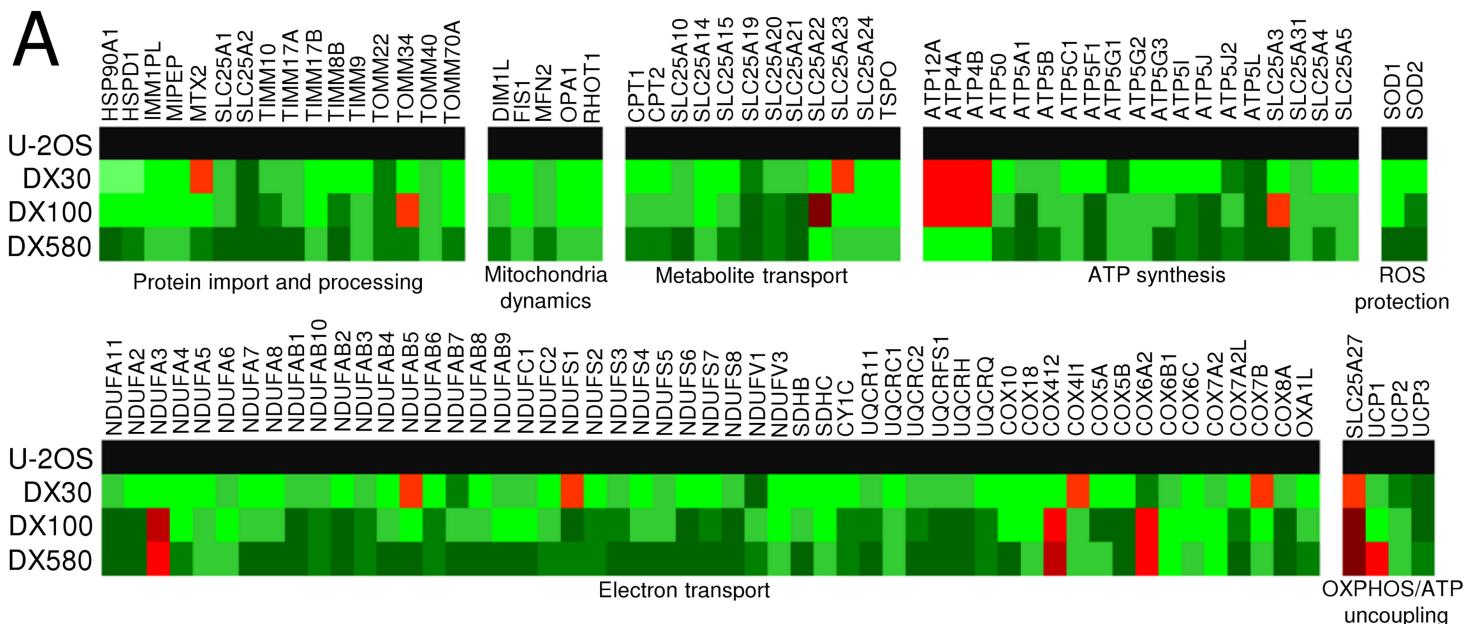 A
HSP90A1
HSPD1
IMM1PL
MIPEP
MTX2
SLC25A1
SLC25A2
TIMM10
TIMM17A
TIMM17B
TIMM8B
TIMM9
TOMM22
TOMM34
TOMM40
TOMM70A
DIM1L
FIS1
MFN2
OPA1
RHOT1
CPT1
CPT2
SLC25A10
SLC25A14
SLC25A15
SLC25A19
SLC25A20
SLC25A21
SLC25A22
SLC25A23
SLC25A24
TSPO
ATP12A
ATP4A
ATP4B
ATP50
ATP5A1
ATP5B
ATP5C1
ATP5F1
ATP5G1
ATP5G2
ATP5G3
ATP5I
ATP5J
ATP5J2
ATP5L
SLC25A3
SLC25A31
SLC25A4
SLC25A5
SOD1
SOD2
U-2OS
DX30
DX100
DX580
Protein import and processing
Mitochondria
dynamics
Metabolite transport
ATP synthesis
ROS
protection
NDUFA11
NDUFA2
NDUFA3
NDUFA4
NDUFA5
NDUFA6
NDUFA7
NDUFA8
NDUFAB1
NDUFAB10
NDUFAB2
NDUFAB3
NDUFAB4
NDUFAB5
NDUFAB6
NDUFAB7
NDUFAB8
NDUFAB9
NDUFC1
NDUFC2
NDUFS1
NDUFS2
NDUFS3
NDUFS4
NDUFS5
NDUFS6
NDUFS7
NDUFS8
NDUFV1
NDUFV3
SDHB
SDHC
CY1C
UQCR11
UQCRC1
UQCRC2
UQCRFS1
UQCRH
UQCRQ
COX10
COX18
COX412
COX4I1
COX5A
COX5B
COX6A2
COX6B1
COX6C
COX7A2
COX7A2L
COX7B
COX8A
OXA1L
SLC25A27
UCP1
UCP2
UCP3
U-2OS
DX30
DX100
DX580
Electron transport
OXPHOS/ATP
uncoupling